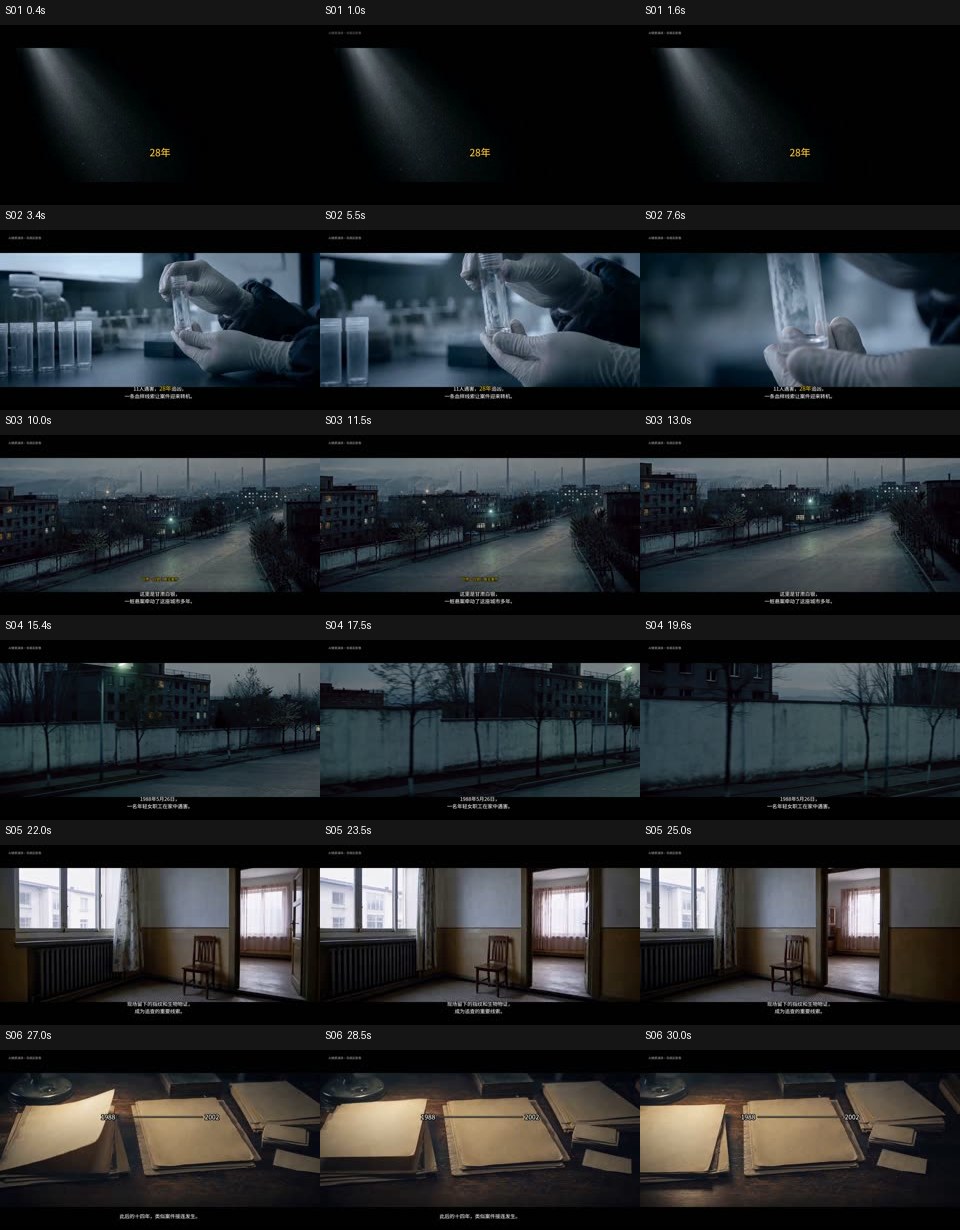 S01 0.4s
S01 1.0s
S01 1.6s
28年
28年
28年
S02 3.4s
S02 5.5s
S02 7.6s
11人遇害，28年追凶。
一条血样线索让案件迎来转机。
11人遇害，28年追凶。
一条血样线索让案件迎来转机。
11人遇害，28年追凶。
一条血样线索让案件迎来转机。
S03 10.0s
S03 11.5s
S03 13.0s
这里是甘肃白银。
一桩悬案牵动了这座城市多年。
这里是甘肃白银。
一桩悬案牵动了这座城市多年。
这里是甘肃白银。
一桩悬案牵动了这座城市多年。
S04 15.4s
S04 17.5s
S04 19.6s
1988年5月26日，
一名年轻女职工在家中遇害。
1988年5月26日，
一名年轻女职工在家中遇害。
1988年5月26日，
一名年轻女职工在家中遇害。
S05 22.0s
S05 23.5s
S05 25.0s
现场留下的指纹和生物物证，
成为追查的重要线索。
现场留下的指纹和生物物证，
成为追查的重要线索。
现场留下的指纹和生物物证，
成为追查的重要线索。
S06 27.0s
S06 28.5s
S06 30.0s
1988
2002
1988
2002
1988
2002
此后的十四年，类似案件接连发生。
此后的十四年，类似案件接连发生。